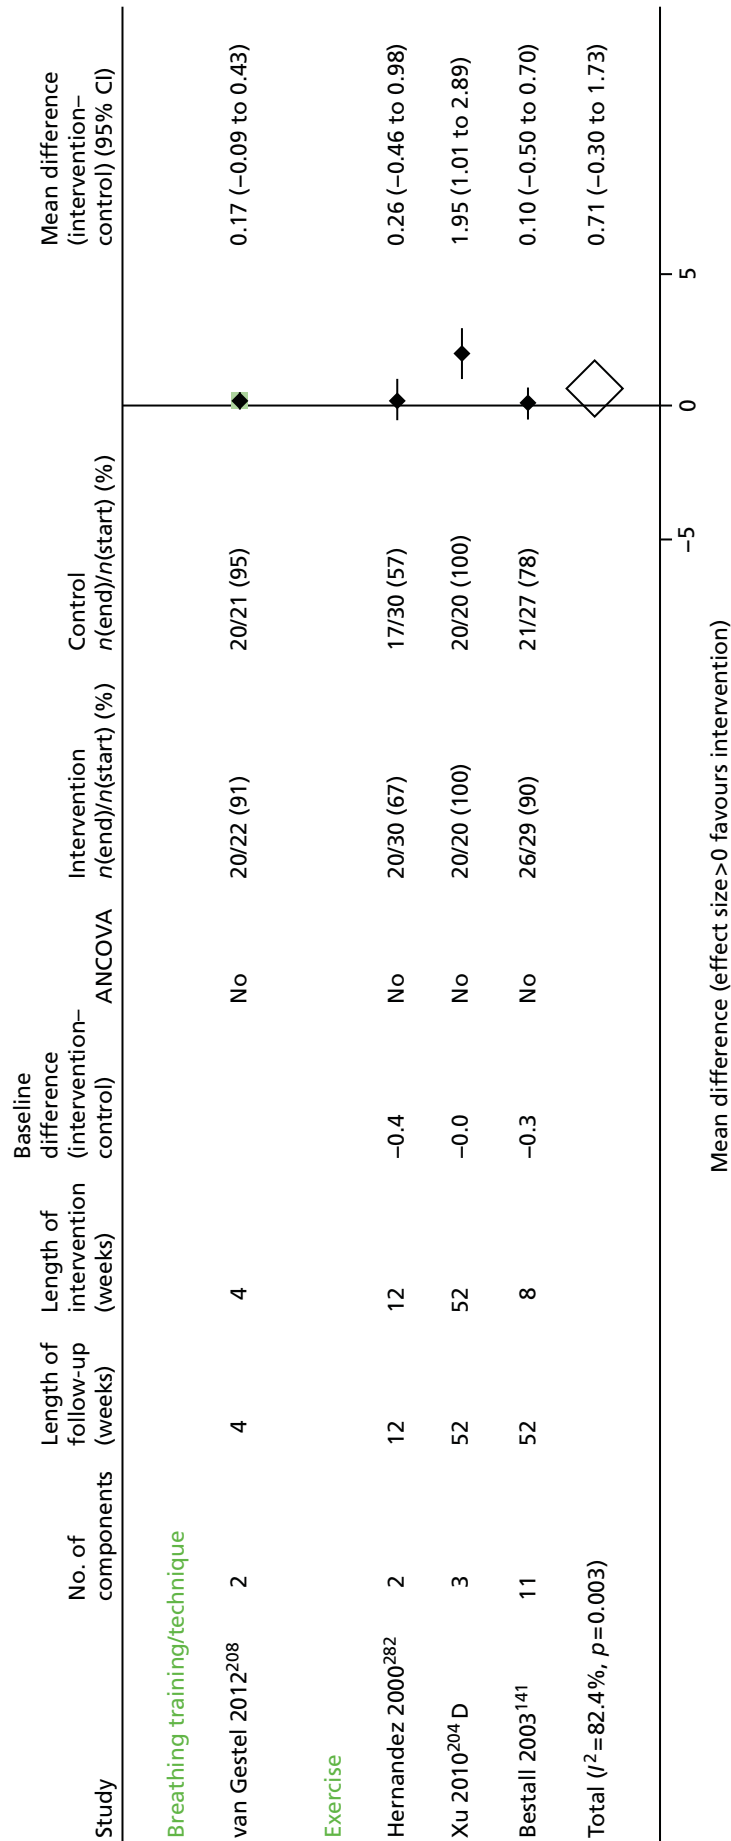 Study
No. of components
Length of follow-up (weeks)
Length of intervention (weeks)
Baseline difference (intervention–control)
ANCOVA
Intervention n(end)/n(start) (%)
Control n(end)/n(start) (%)
Mean difference (intervention–control) (95% CI)
Breathing training/technique
van Gestel 2012²⁰⁸ 2 4 4 No 20/22 (91) 20/21 (95) 0.17 (−0.09 to 0.43)
Exercise
Hernandez 2000²⁸² 2 12 12 −0.4 No 20/30 (67) 17/30 (57) 0.26 (−0.46 to 0.98)
Xu 2010²⁰⁴ D 3 52 52 −0.0 No 20/20 (100) 20/20 (100) 1.95 (1.01 to 2.89)
Bestall 2003¹⁴¹ 11 52 8 −0.3 No 26/29 (90) 21/27 (78) 0.10 (−0.50 to 0.70)
Total (I²=82.4%, p=0.003) 0.71 (−0.30 to 1.73)
−5 0 5
Mean difference (effect size>0 favours intervention)